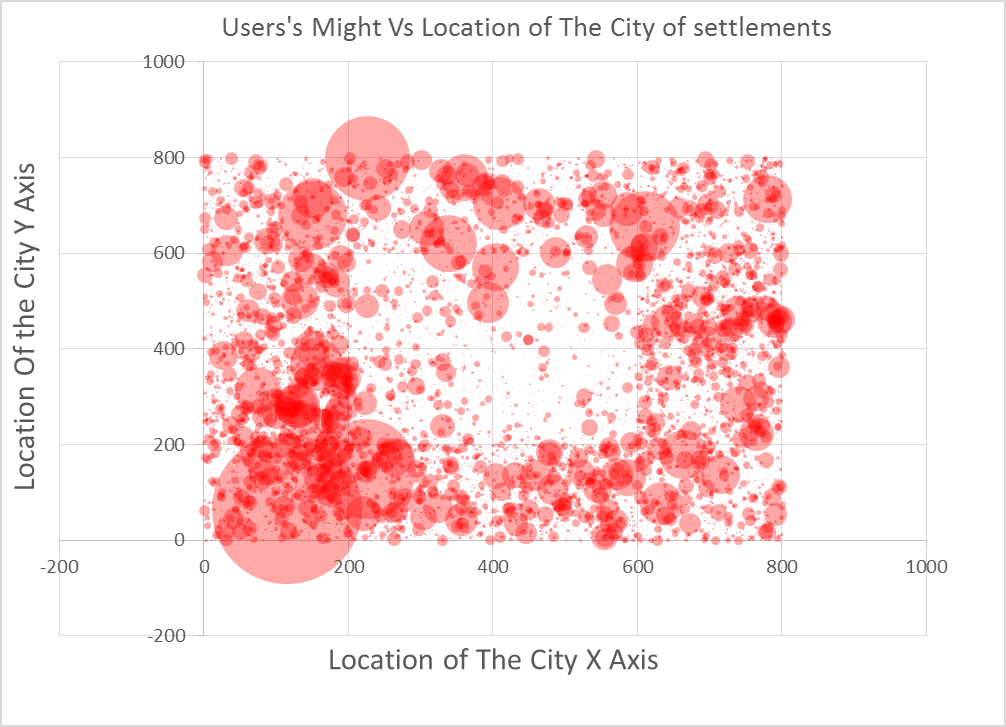 Users's Might Vs Location of The City of settlements
1000
800
600
400
200
0
-200
-200 0 200 400 600 800 1000
Location Of the City Y Axis
Location of The City X Axis